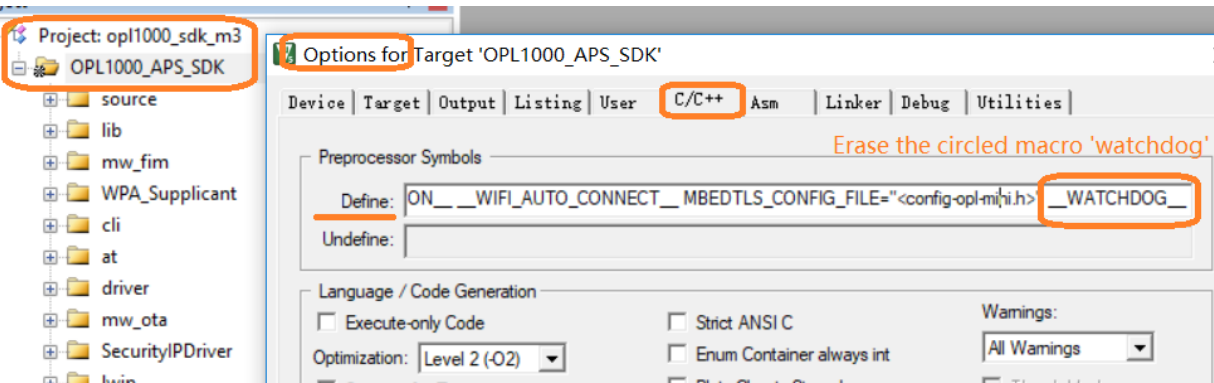 Project: opl1000_sdk_m3
OPL1000_APS_SDK
source
lib
mw_fim
WPA_Supplicant
cli
at
driver
mw_ota
SecurityIPDriver
lwip
Options for Target 'OPL1000_APS_SDK'
Device Target Output Listing User C/C++ Asm Linker Debug Utilities
Erase the circled macro 'watchdog'
Preprocessor Symbols
Define: ON__ __WIFI_AUTO_CONNECT__ MBEDTLS_CONFIG_FILE="<config-opl-mini.h>" __WATCHDOG__
Undefine:
Language / Code Generation
Execute-only Code
Strict ANSI C
Warnings:
Optimization: Level 2 (-O2)
Enum Container always int
All Warnings